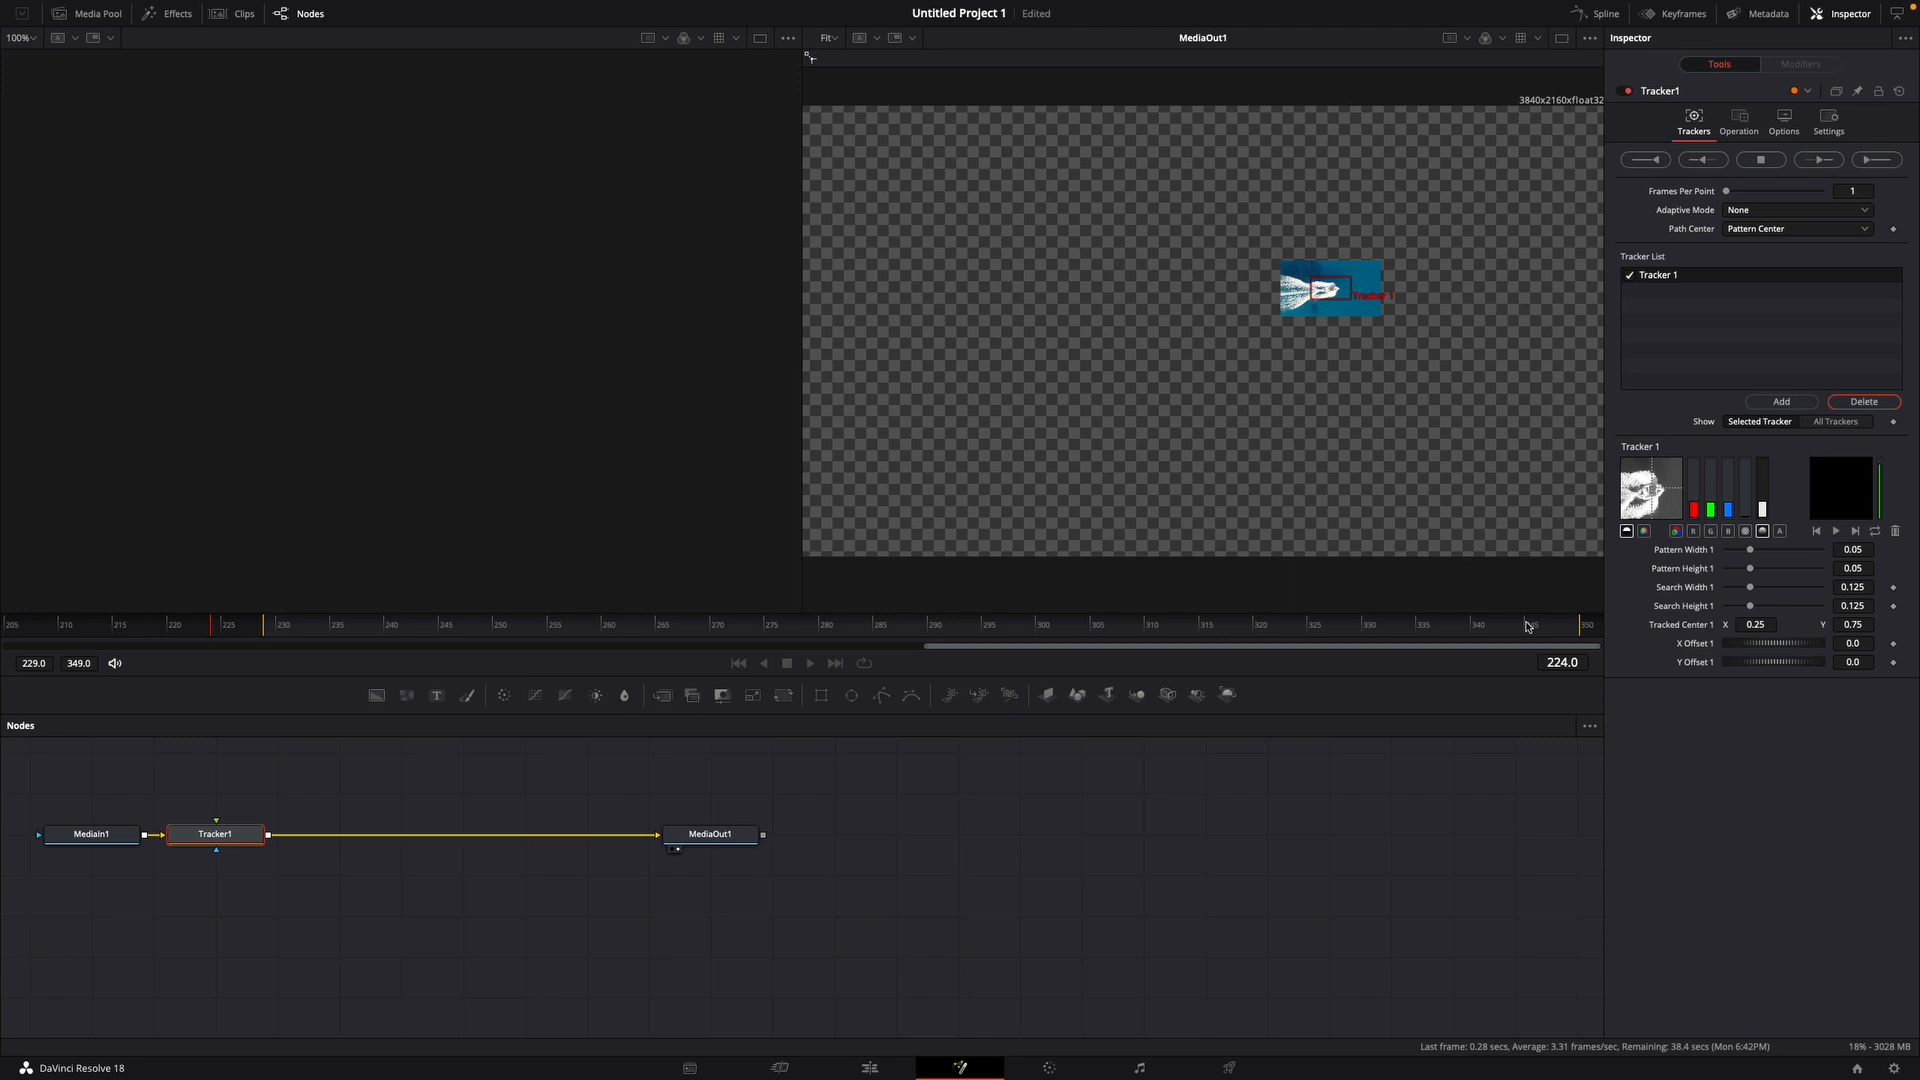 Media Pool Effects Clips Nodes Untitled Project 1 Edited Spline Keyframes Metadata Inspector
100% Fit MediaOut1 Inspector
Tools Modifiers
Tracker1
3840x2160xfloat32
Trackers Operation Options Settings
Frames Per Point 1
Adaptive Mode None
Path Center Pattern Center
Tracker List
Tracker 1
Tracker 1
Add Delete
Show Selected Tracker All Trackers
Tracker 1
R G B A
Pattern Width 1 0.05
Pattern Height 1 0.05
Search Width 1 0.125
Search Height 1 0.125
Tracked Center 1 X 0.25 Y 0.75
X Offset 1 0.0
Y Offset 1 0.0
205 210 215 220 225 230 235 240 245 250 255 260 265 270 275 280 285 290 295 300 305 310 315 320 325 330 335 340 345 350
229.0 349.0 224.0
Nodes
MediaIn1 Tracker1 MediaOut1
Last frame: 0.28 secs, Average: 3.31 frames/sec, Remaining: 38.4 secs (Mon 6:42PM) 18% - 3028 MB
DaVinci Resolve 18